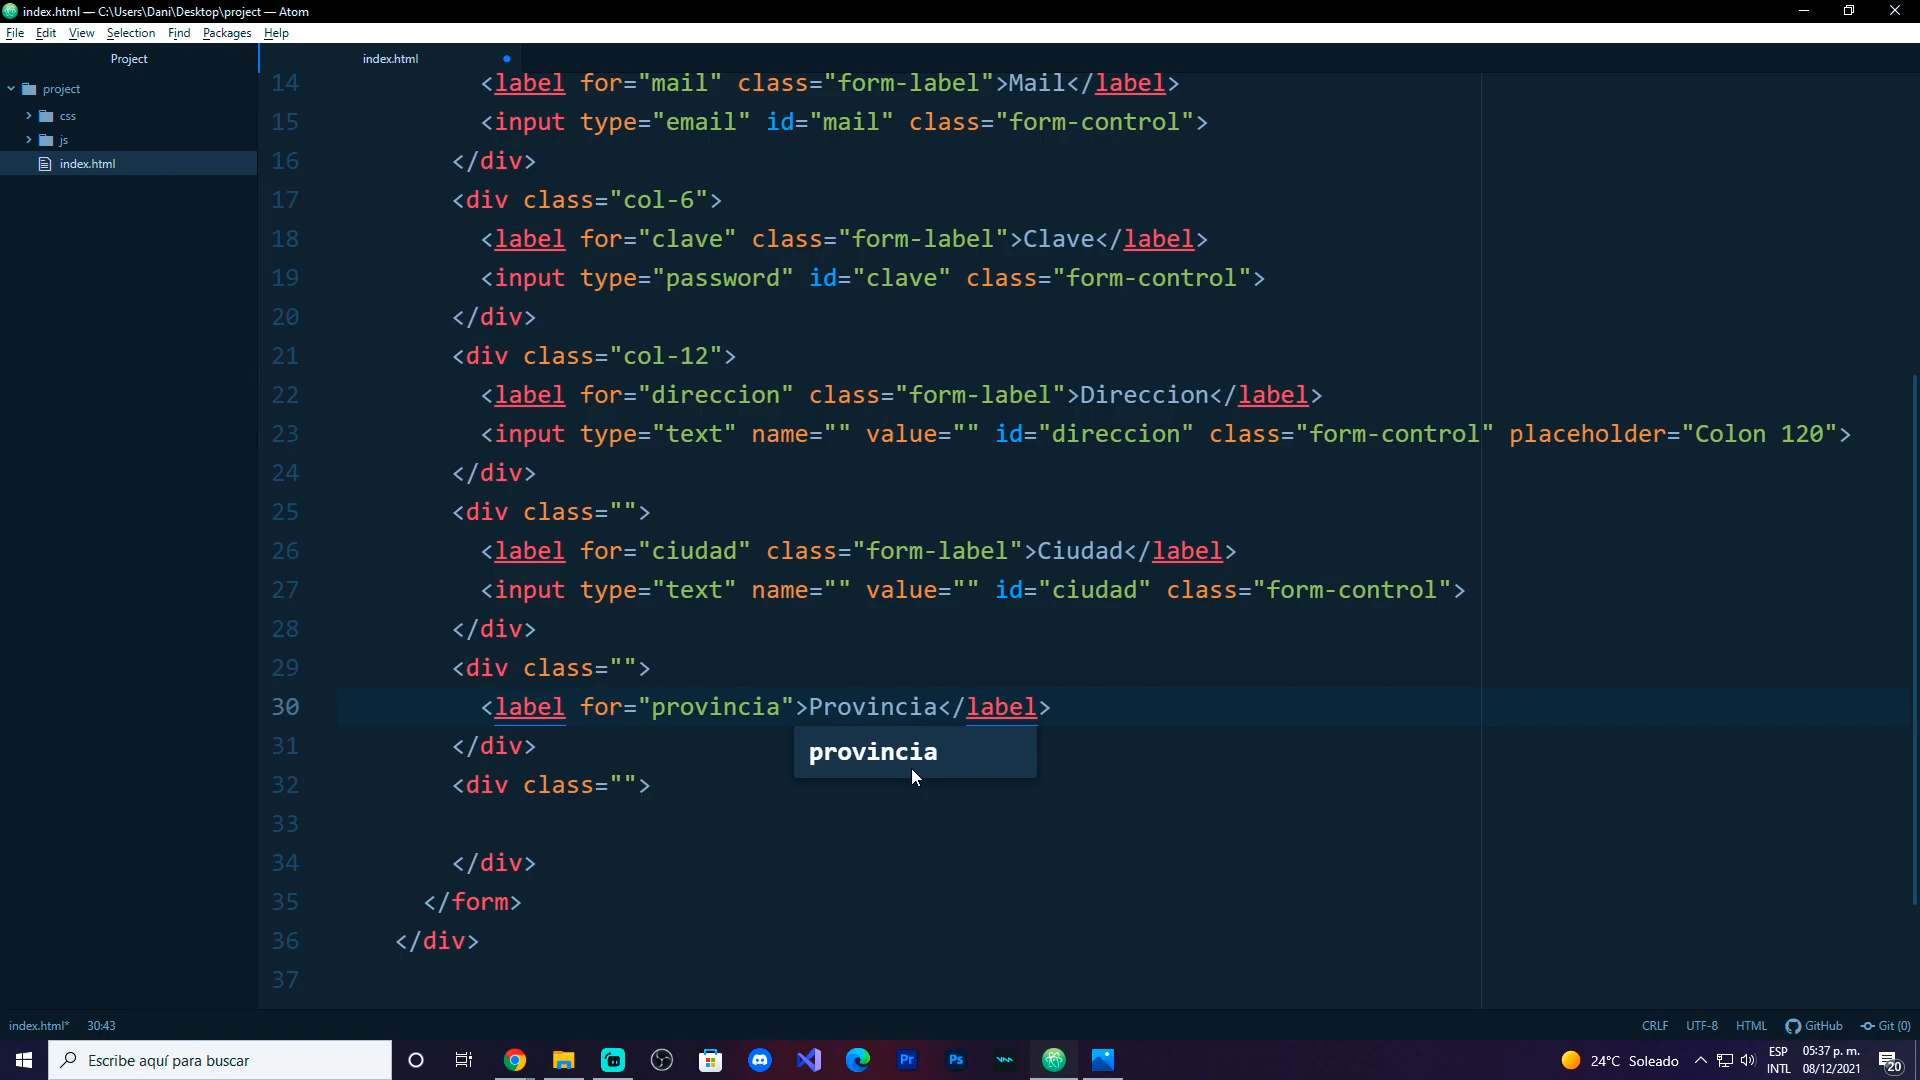 index.html — C:\Users\Dani\Desktop\project — Atom
File Edit View Selection Find Packages Help
Project
index.html
project
css
js
index.html
14 <label for="mail" class="form-label">Mail</label>
15 <input type="email" id="mail" class="form-control">
16 </div>
17 <div class="col-6">
18 <label for="clave" class="form-label">Clave</label>
19 <input type="password" id="clave" class="form-control">
20 </div>
21 <div class="col-12">
22 <label for="direccion" class="form-label">Direccion</label>
23 <input type="text" name="" value="" id="direccion" class="form-control" placeholder="Colon 120">
24 </div>
25 <div class="">
26 <label for="ciudad" class="form-label">Ciudad</label>
27 <input type="text" name="" value="" id="ciudad" class="form-control">
28 </div>
29 <div class="">
30 <label for="provincia">Provincia</label>
31 </div>
provincia
32 <div class="">
33
34 </div>
35 </form>
36 </div>
37
index.html* 30:43
CRLF UTF-8 HTML GitHub Git (0)
Escribe aquí para buscar
Pr
Ps
24°C Soleado
ESP
INTL
05:37 p. m.
08/12/2021
20